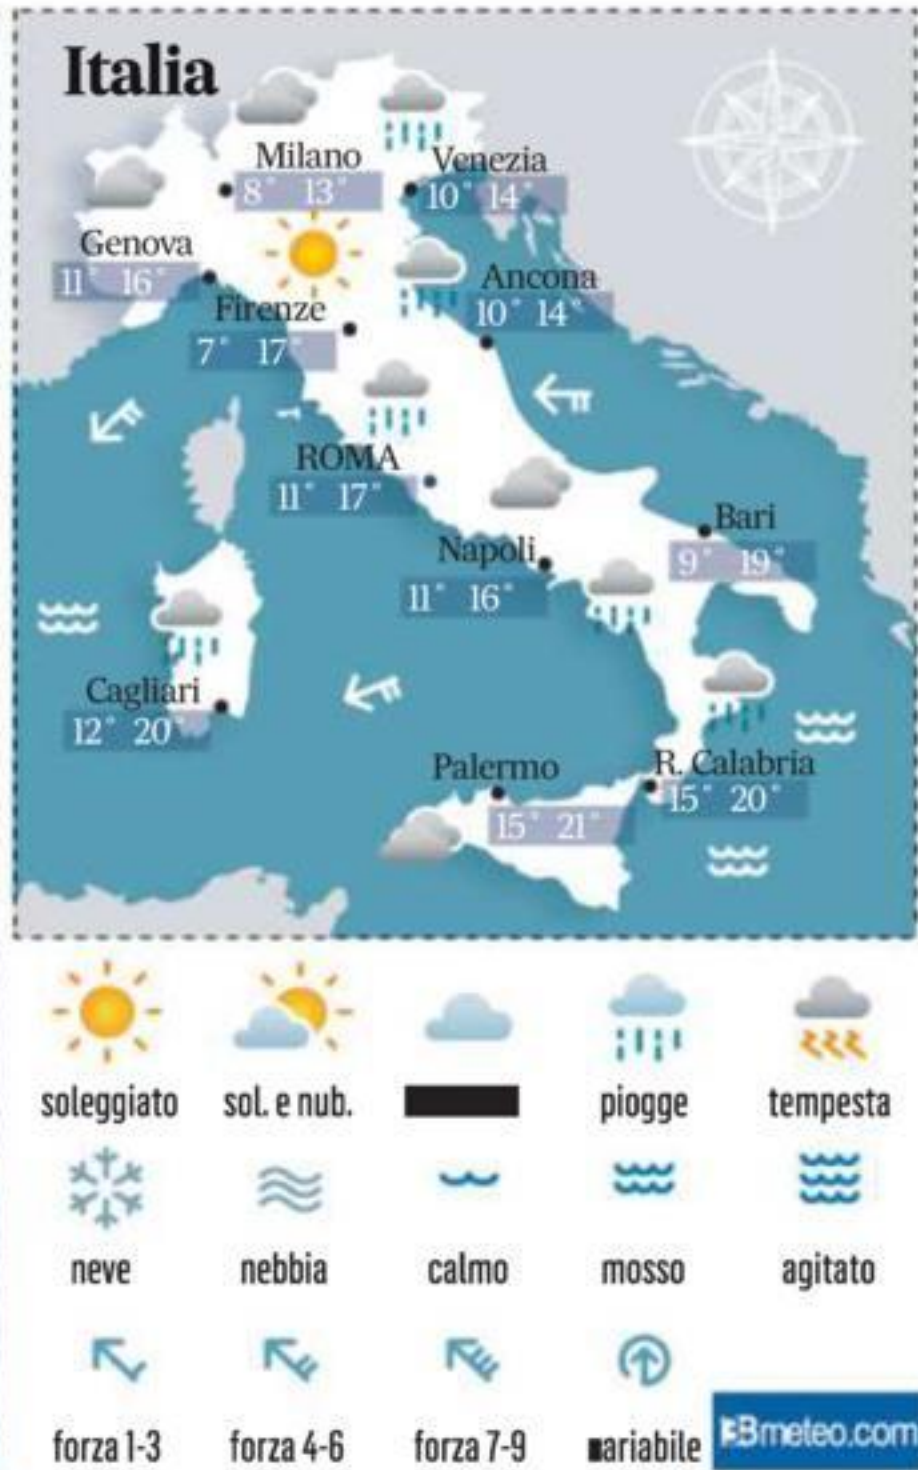 Italia
Milano
8° 13°
Venezia
10° 14°
Genova
11° 16°
Ancona
10° 14°
Firenze
7° 17°
ROMA
11° 17°
Bari
9° 19°
Napoli
11° 16°
Cagliari
12° 20°
Palermo
15° 21°
R. Calabria
15° 20°
soleggiato sol. e nub. piogge tempesta
neve nebbia calmo mosso agitato
forza 1-3 forza 4-6 forza 7-9 ariabile
3Bmeteo.com